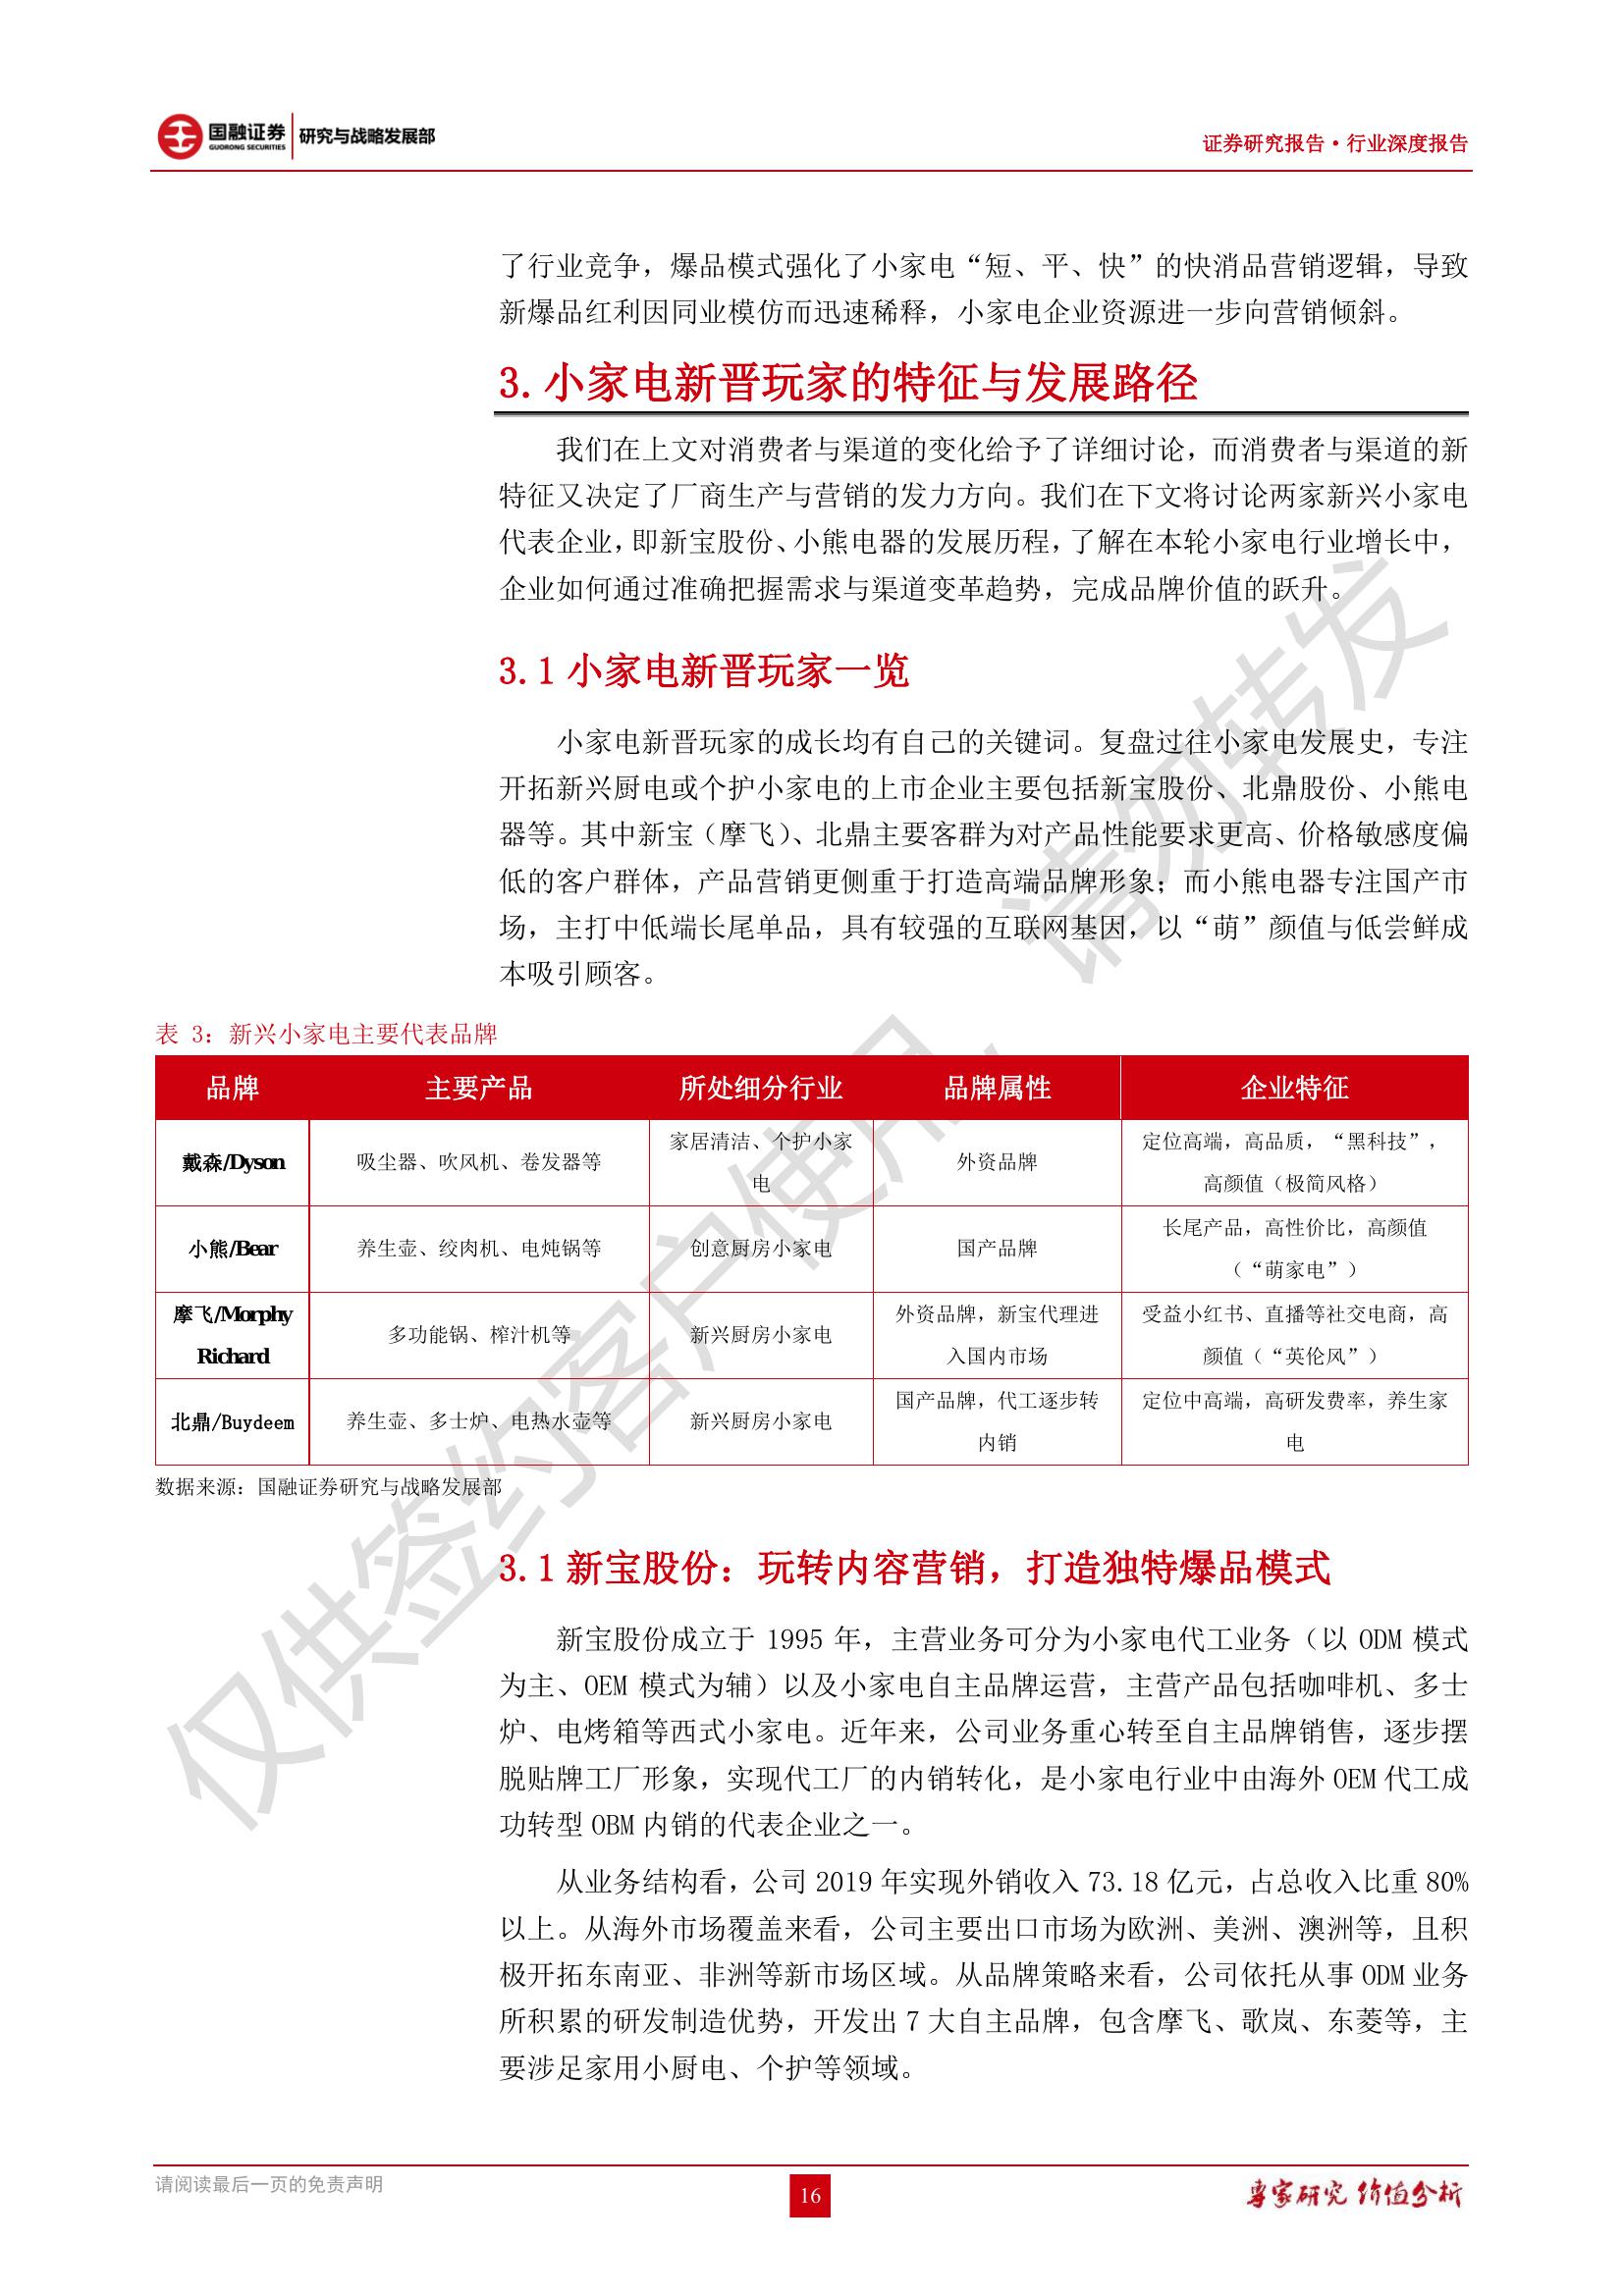 国融证券
GUORONG SECURITIES
研究与战略发展部
证券研究报告·行业深度报告
了行业竞争，爆品模式强化了小家电“短、平、快”的快消品营销逻辑，导致
新爆品红利因同业模仿而迅速稀释，小家电企业资源进一步向营销倾斜。
3. 小家电新晋玩家的特征与发展路径
我们在上文对消费者与渠道的变化给予了详细讨论，而消费者与渠道的新
特征又决定了厂商生产与营销的发力方向。我们在下文将讨论两家新兴小家电
代表企业，即新宝股份、小熊电器的发展历程，了解在本轮小家电行业增长中，
企业如何通过准确把握需求与渠道变革趋势，完成品牌价值的跃升。
3.1 小家电新晋玩家一览
小家电新晋玩家的成长均有自己的关键词。复盘过往小家电发展史，专注
开拓新兴厨电或个护小家电的上市企业主要包括新宝股份、北鼎股份、小熊电
器等。其中新宝（摩飞）、北鼎主要客群为对产品性能要求更高、价格敏感度偏
低的客户群体，产品营销更侧重于打造高端品牌形象；而小熊电器专注国产市
场，主打中低端长尾单品，具有较强的互联网基因，以“萌”颜值与低尝鲜成
本吸引顾客。
表 3：新兴小家电主要代表品牌
品牌 主要产品 所处细分行业 品牌属性 企业特征
戴森/Dyson 吸尘器、吹风机、卷发器等 家居清洁、个护小家 外资品牌 定位高端，高品质，“黑科技”，
电 高颜值（极简风格）
小熊/Bear 养生壶、绞肉机、电炖锅等 创意厨房小家电 国产品牌 长尾产品，高性价比，高颜值
（“萌家电”）
摩飞/Morphy 多功能锅、榨汁机等 新兴厨房小家电 外资品牌，新宝代理进 受益小红书、直播等社交电商，高
Richard 入国内市场 颜值（“英伦风”）
北鼎/Buydeem 养生壶、多士炉、电热水壶等 新兴厨房小家电 国产品牌，代工逐步转 定位中高端，高研发费率，养生家
内销 电
数据来源：国融证券研究与战略发展部
3.1 新宝股份：玩转内容营销，打造独特爆品模式
新宝股份成立于 1995 年，主营业务可分为小家电代工业务（以 ODM 模式
为主、OEM 模式为辅）以及小家电自主品牌运营，主营产品包括咖啡机、多士
炉、电烤箱等西式小家电。近年来，公司业务重心转至自主品牌销售，逐步摆
脱贴牌工厂形象，实现代工厂的内销转化，是小家电行业中由海外 OEM 代工成
功转型 OBM 内销的代表企业之一。
从业务结构看，公司 2019 年实现外销收入 73.18 亿元，占总收入比重 80%
以上。从海外市场覆盖来看，公司主要出口市场为欧洲、美洲、澳洲等，且积
极开拓东南亚、非洲等新市场区域。从品牌策略来看，公司依托从事 ODM 业务
所积累的研发制造优势，开发出 7 大自主品牌，包含摩飞、歌岚、东菱等，主
要涉足家用小厨电、个护等领域。
仅供签约客户使用，请勿转发
请阅读最后一页的免责声明
16
专家研究 价值分析